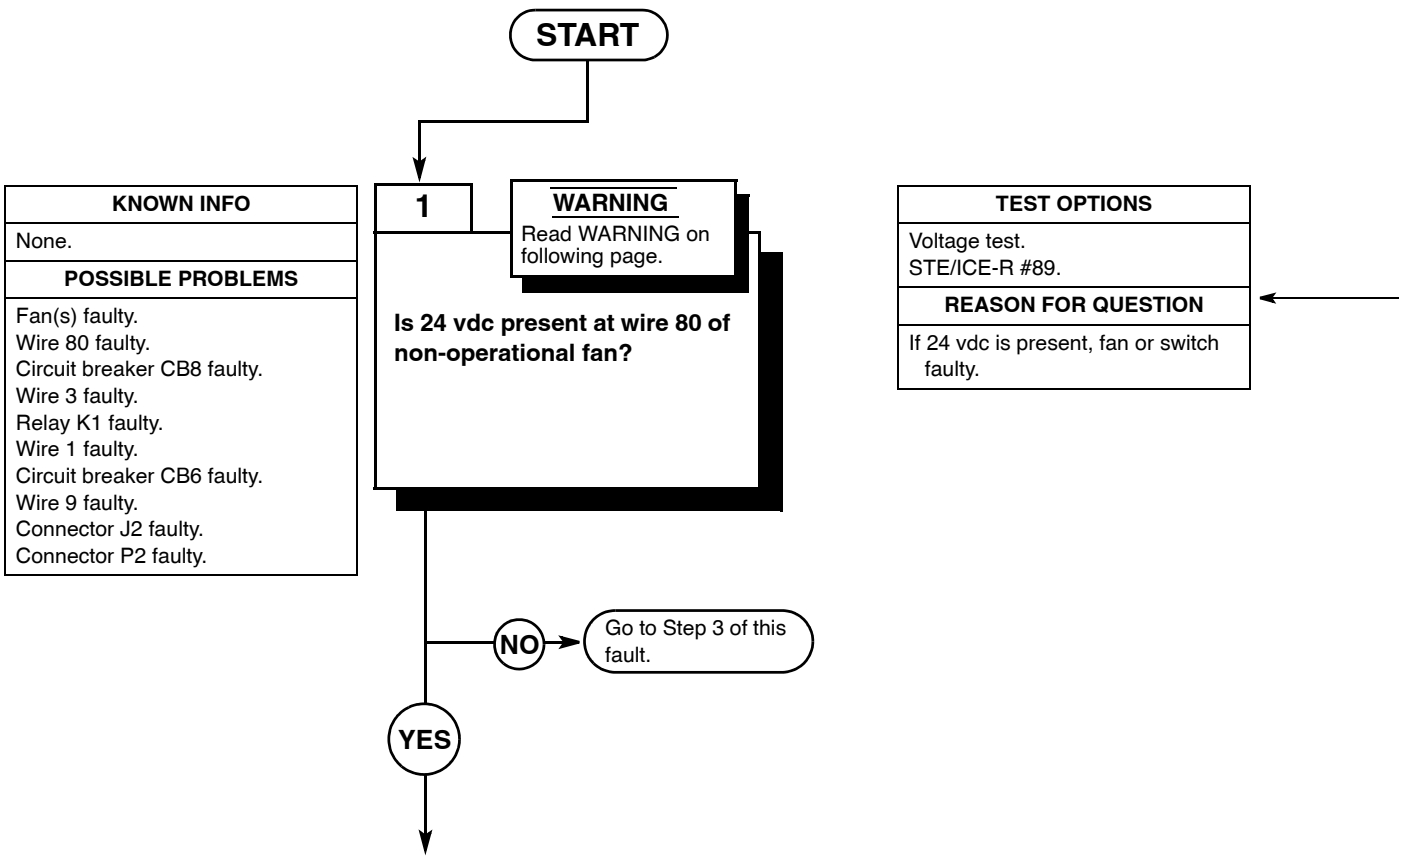 START
KNOWN INFO
None.
POSSIBLE PROBLEMS
Fan(s) faulty.
Wire 80 faulty.
Circuit breaker CB8 faulty.
Wire 3 faulty.
Relay K1 faulty.
Wire 1 faulty.
Circuit breaker CB6 faulty.
Wire 9 faulty.
Connector J2 faulty.
Connector P2 faulty.
1
WARNING
Read WARNING on
following page.
Is 24 vdc present at wire 80 of
non-operational fan?
TEST OPTIONS
Voltage test.
STE/ICE-R #89.
REASON FOR QUESTION
If 24 vdc is present, fan or switch
faulty.
NO
Go to Step 3 of this
fault.
YES